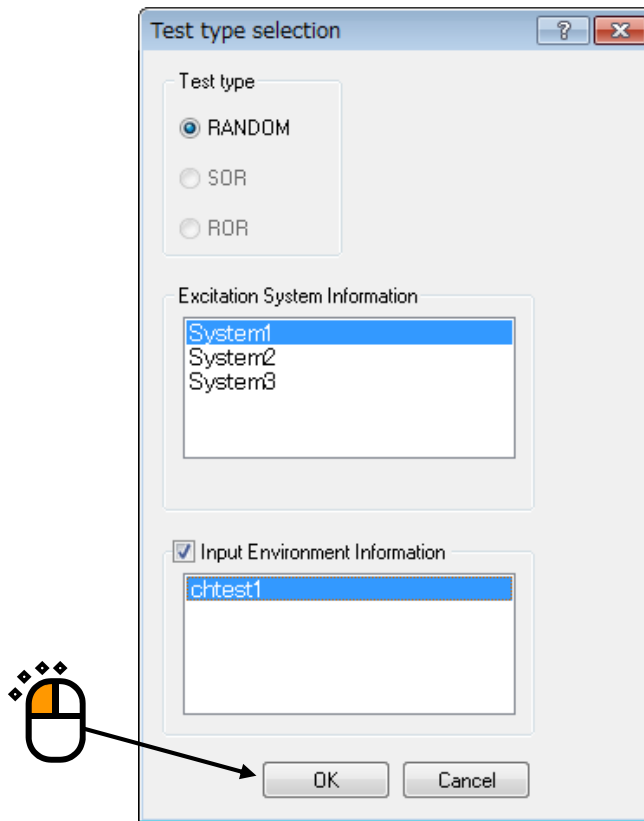 Test type selection
Test type
RANDOM
SOR
ROR
Excitation System Information
System1
System2
System3
Input Environment Information
chtest1
OK Cancel